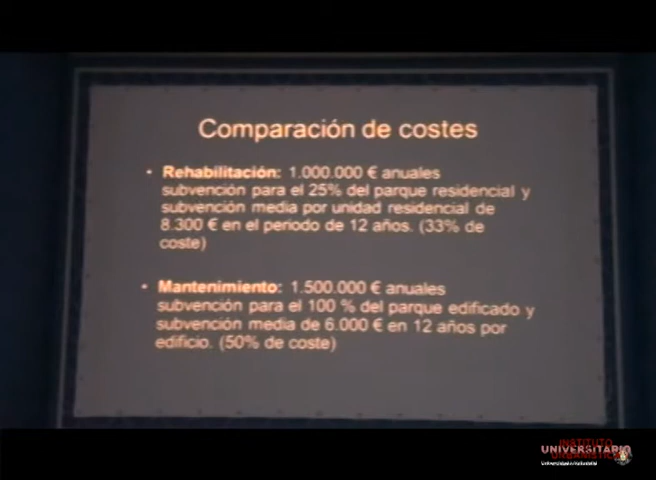 Comparación de costes
• Rehabilitación: 1.000.000 € anuales
subvención para el 25% del parque residencial y
subvención media por unidad residencial de
8.300 € en el periodo de 12 años. (33% de
coste)
• Mantenimiento: 1.500.000 € anuales
subvención para el 100 % del parque edificado y
subvención media de 6.000 € en 12 años por
edificio. (50% de coste)
INSTITUTO
UNIVERSITARIO